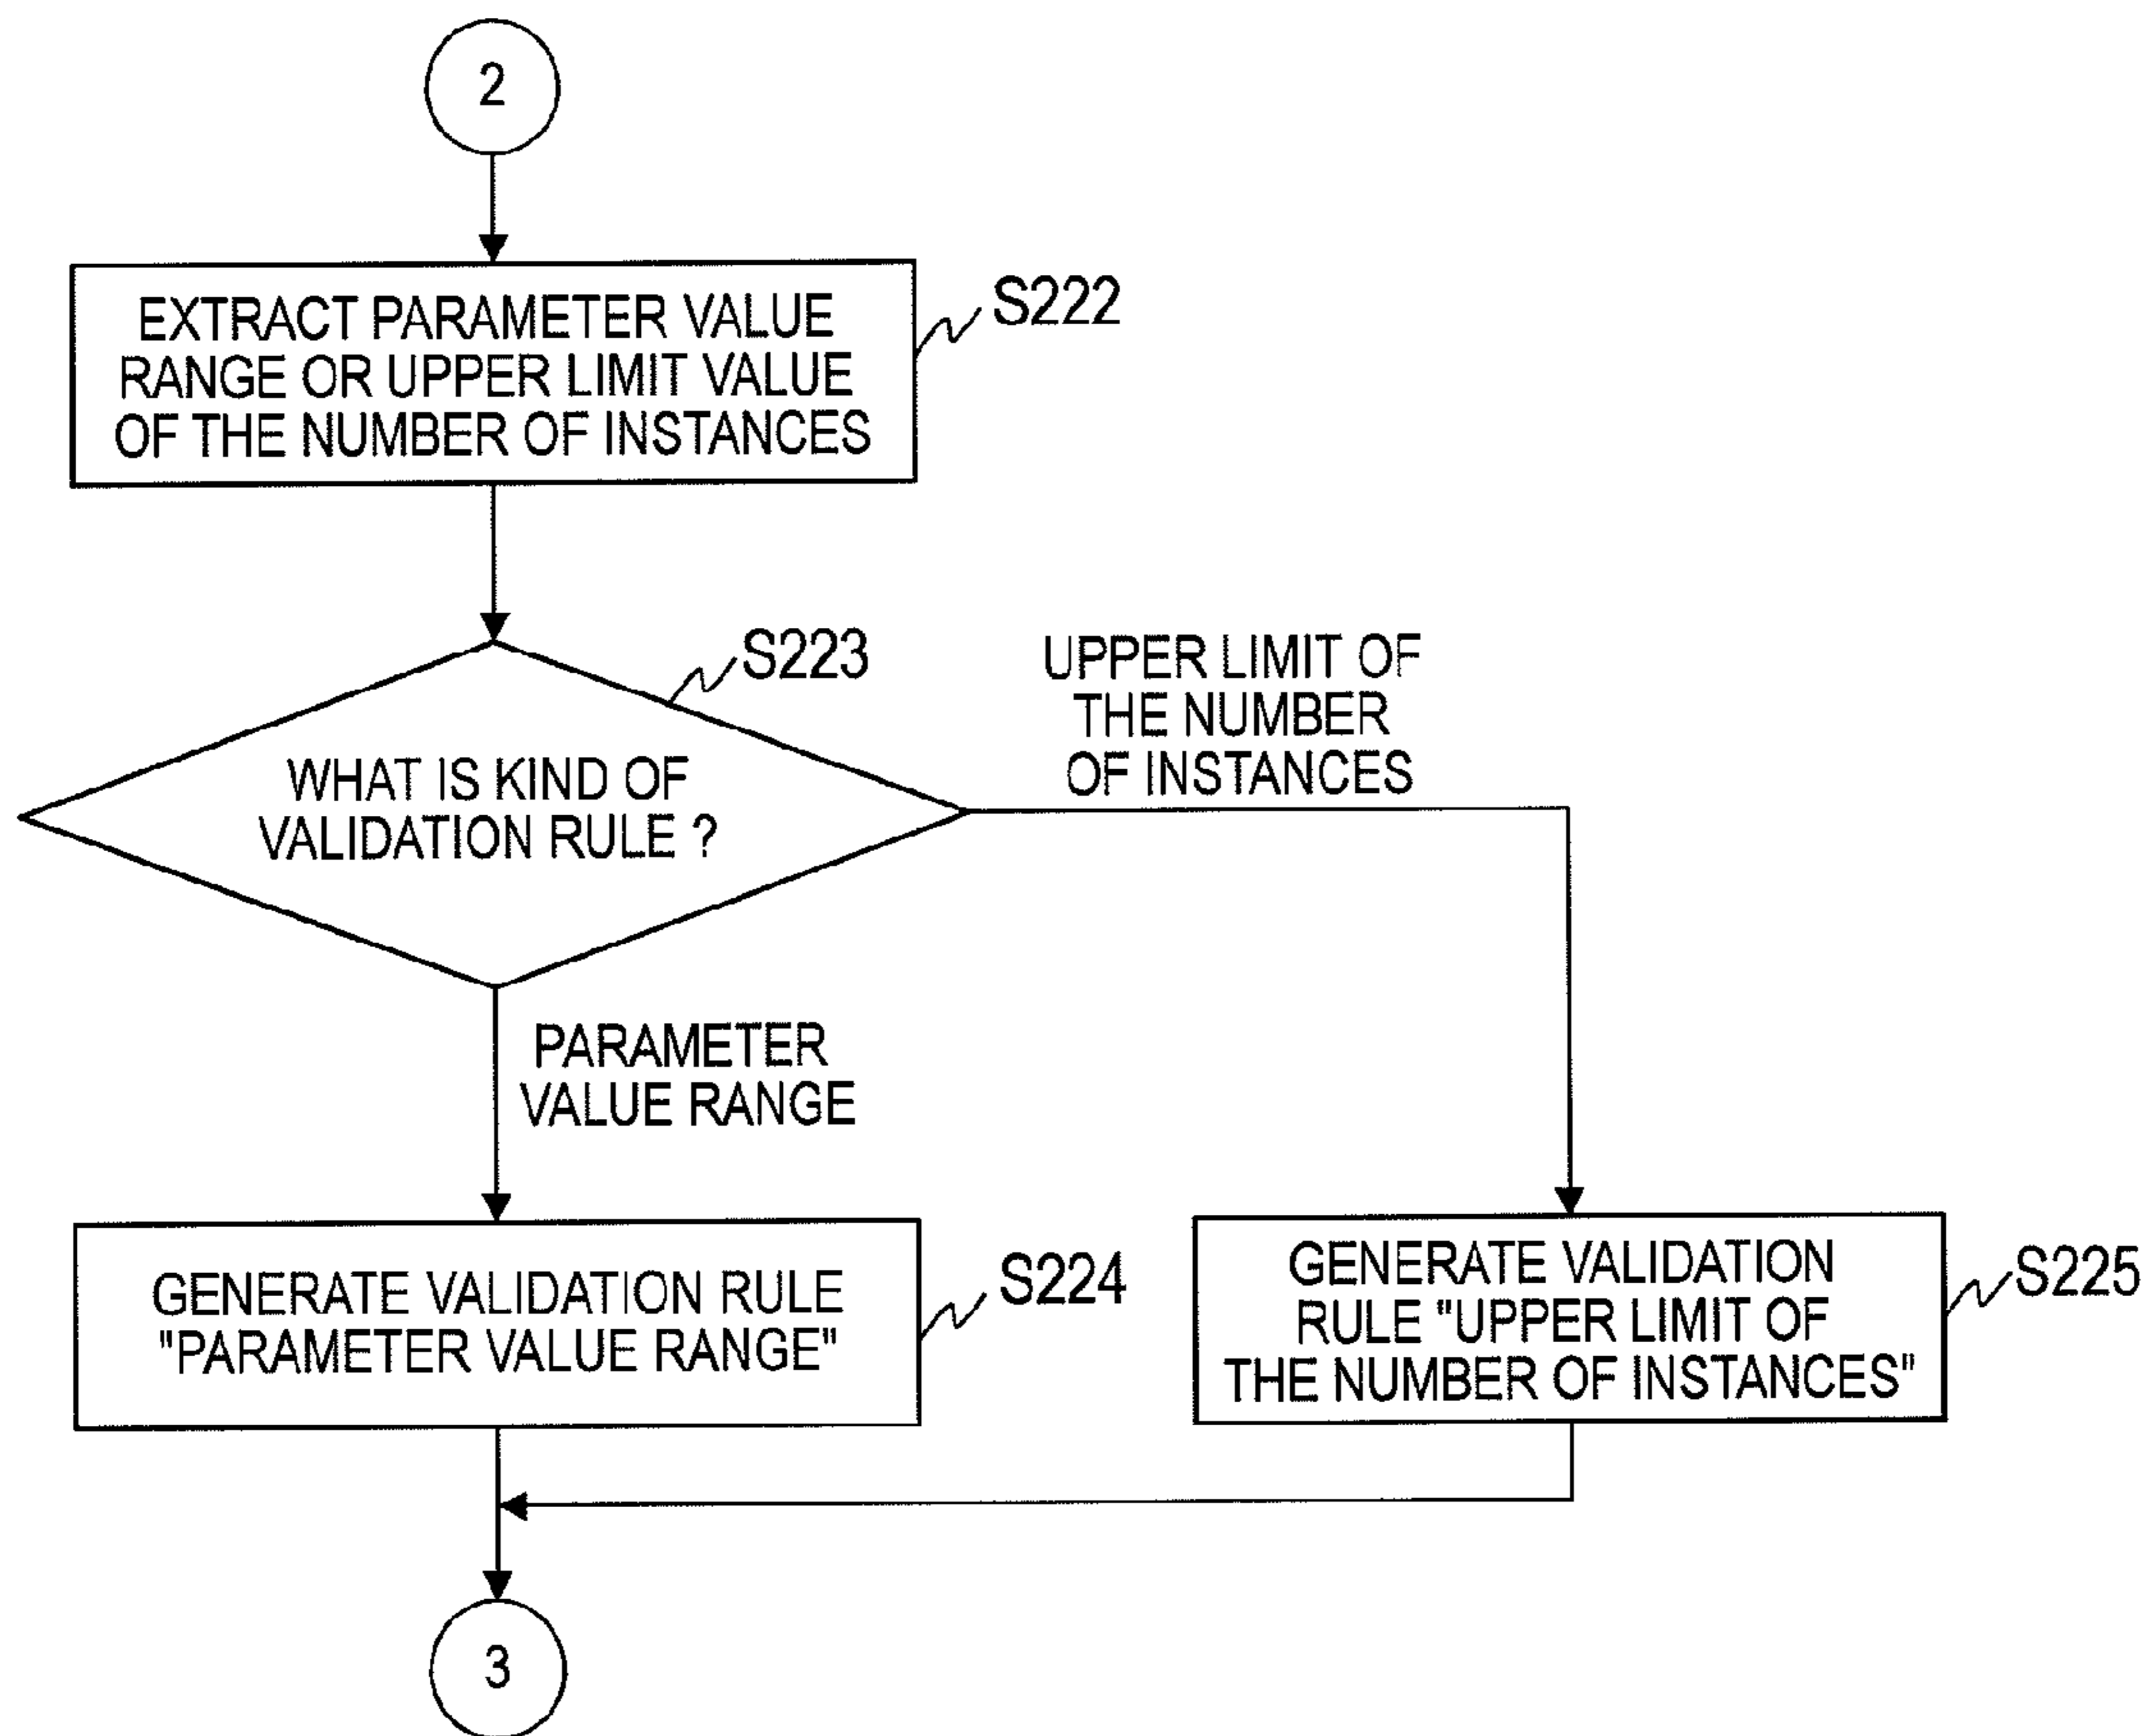 2
EXTRACT PARAMETER VALUE
RANGE OR UPPER LIMIT VALUE
OF THE NUMBER OF INSTANCES
S222
S223
WHAT IS KIND OF
VALIDATION RULE ?
UPPER LIMIT OF
THE NUMBER
OF INSTANCES
PARAMETER
VALUE RANGE
GENERATE VALIDATION RULE
"PARAMETER VALUE RANGE"
S224
GENERATE VALIDATION
RULE "UPPER LIMIT OF
THE NUMBER OF INSTANCES"
S225
3